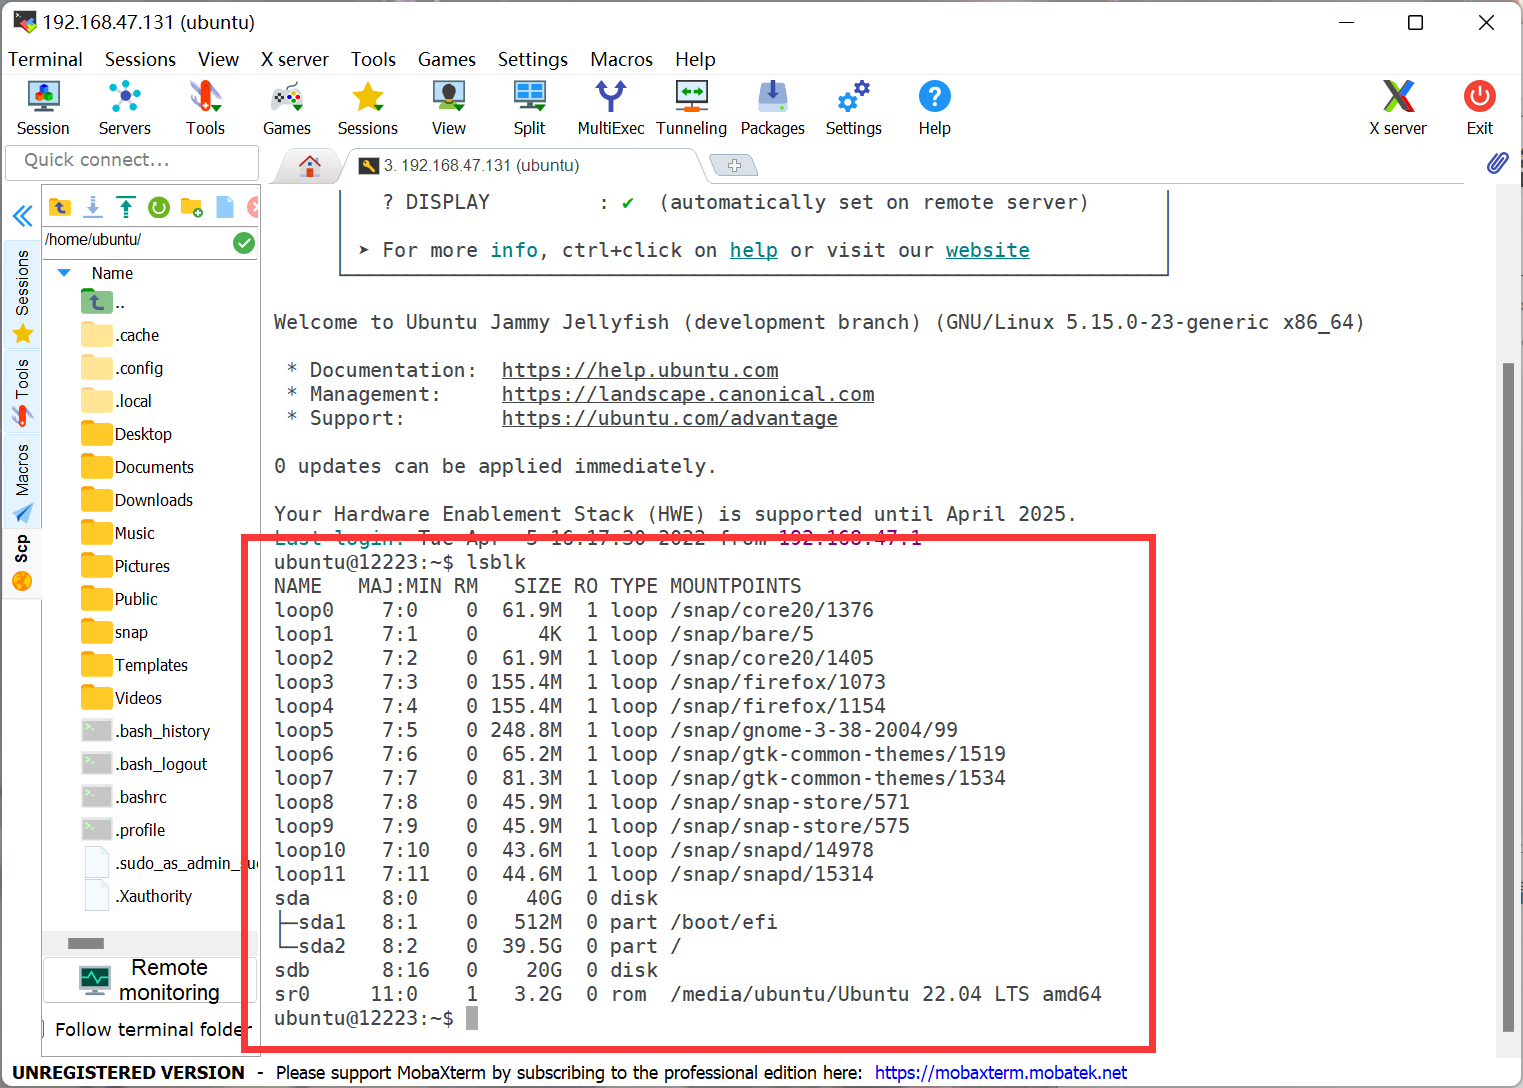 192.168.47.131 (ubuntu)
Terminal Sessions View X server Tools Games Settings Macros Help
Session Servers Tools Games Sessions View Split MultiExec Tunneling Packages Settings Help X server Exit
Quick connect...
3. 192.168.47.131 (ubuntu)
/home/ubuntu/
Name
..
.cache
.config
.local
Desktop
Documents
Downloads
Music
Pictures
Public
snap
Templates
Videos
.bash_history
.bash_logout
.bashrc
.profile
.sudo_as_admin_su
.Xauthority
Remote
monitoring
Follow terminal folder
Sessions
Tools
Macros
Scp
? DISPLAY : ✔ (automatically set on remote server)
➤ For more info, ctrl+click on help or visit our website
Welcome to Ubuntu Jammy Jellyfish (development branch) (GNU/Linux 5.15.0-23-generic x86_64)
* Documentation: https://help.ubuntu.com
* Management: https://landscape.canonical.com
* Support: https://ubuntu.com/advantage
0 updates can be applied immediately.
Your Hardware Enablement Stack (HWE) is supported until April 2025.
Last login: Tue Apr 5 16:17:30 2022 from 192.168.47.1
ubuntu@12223:~$ lsblk
NAME MAJ:MIN RM SIZE RO TYPE MOUNTPOINTS
loop0 7:0 0 61.9M 1 loop /snap/core20/1376
loop1 7:1 0 4K 1 loop /snap/bare/5
loop2 7:2 0 61.9M 1 loop /snap/core20/1405
loop3 7:3 0 155.4M 1 loop /snap/firefox/1073
loop4 7:4 0 155.4M 1 loop /snap/firefox/1154
loop5 7:5 0 248.8M 1 loop /snap/gnome-3-38-2004/99
loop6 7:6 0 65.2M 1 loop /snap/gtk-common-themes/1519
loop7 7:7 0 81.3M 1 loop /snap/gtk-common-themes/1534
loop8 7:8 0 45.9M 1 loop /snap/snap-store/571
loop9 7:9 0 45.9M 1 loop /snap/snap-store/575
loop10 7:10 0 43.6M 1 loop /snap/snapd/14978
loop11 7:11 0 44.6M 1 loop /snap/snapd/15314
sda 8:0 0 40G 0 disk
├─sda1 8:1 0 512M 0 part /boot/efi
└─sda2 8:2 0 39.5G 0 part /
sdb 8:16 0 20G 0 disk
sr0 11:0 1 3.2G 0 rom /media/ubuntu/Ubuntu 22.04 LTS amd64
ubuntu@12223:~$
UNREGISTERED VERSION - Please support MobaXterm by subscribing to the professional edition here: https://mobaxterm.mobatek.net